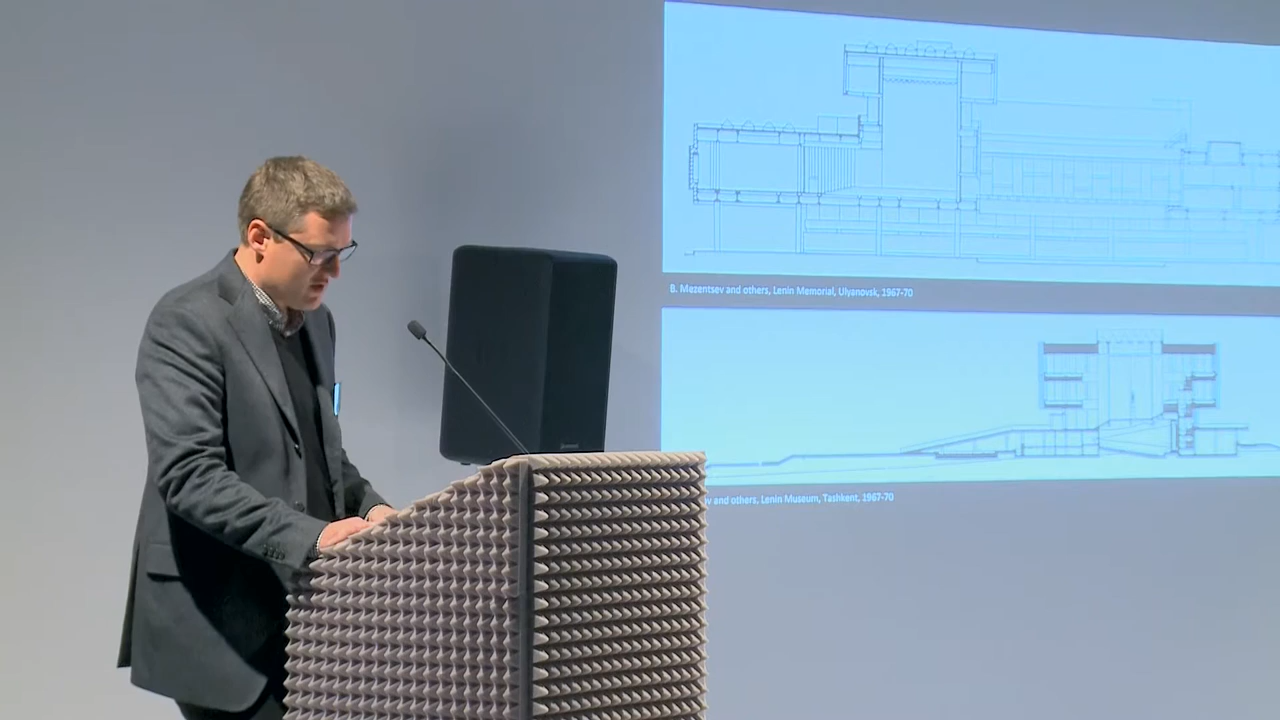 B. Mezentsev and others, Lenin Memorial, Ulyanovsk, 1967-70
and others, Lenin Museum, Tashkent, 1967-70